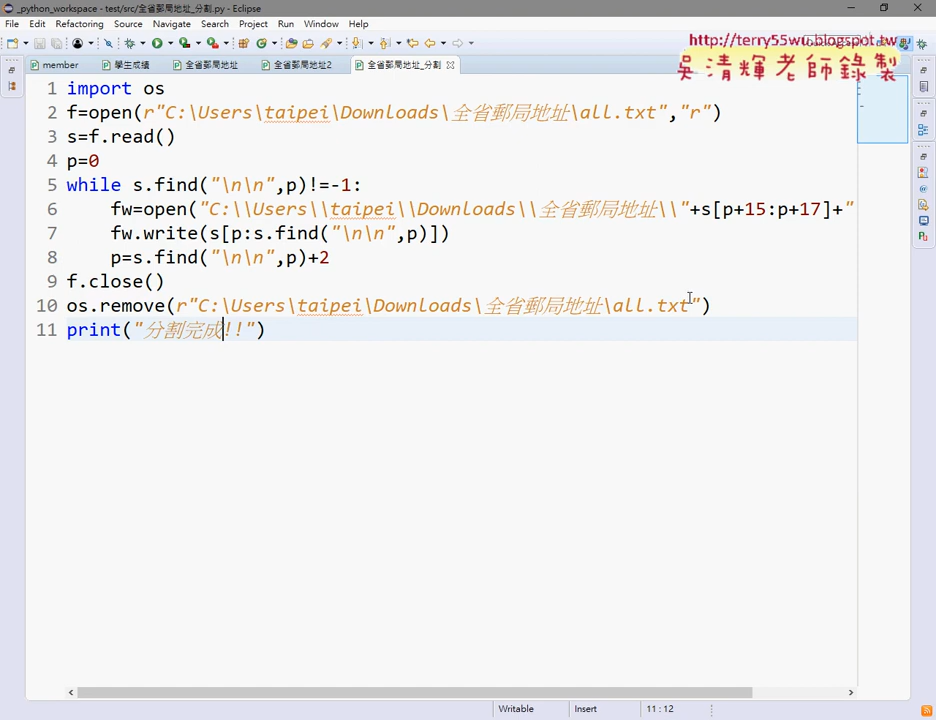 _python_workspace - test/src/全省郵局地址_分割.py - Eclipse
File Edit Refactoring Source Navigate Search Project Run Window Help
http://terry55wu.blogspot.tw
吳清輝老師錄製
member 學生成績 全省郵局地址 全省郵局地址2 全省郵局地址_分割
1 import os
2 f=open(r"C:\Users\taipei\Downloads\全省郵局地址\all.txt","r")
3 s=f.read()
4 p=0
5 while s.find("\n\n",p)!=-1:
6     fw=open("C:\\Users\\taipei\\Downloads\\全省郵局地址\\"+s[p+15:p+17]+"
7     fw.write(s[p:s.find("\n\n",p)])
8     p=s.find("\n\n",p)+2
9 f.close()
10 os.remove(r"C:\Users\taipei\Downloads\全省郵局地址\all.txt")
11 print("分割完成!!")
Writable Insert 11 : 12